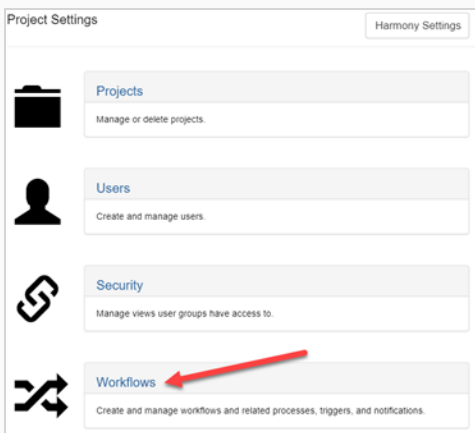 Project Settings
Harmony Settings
Projects
Manage or delete projects.
Users
Create and manage users.
Security
Manage views user groups have access to.
Workflows
Create and manage workflows and related processes, triggers, and notifications.